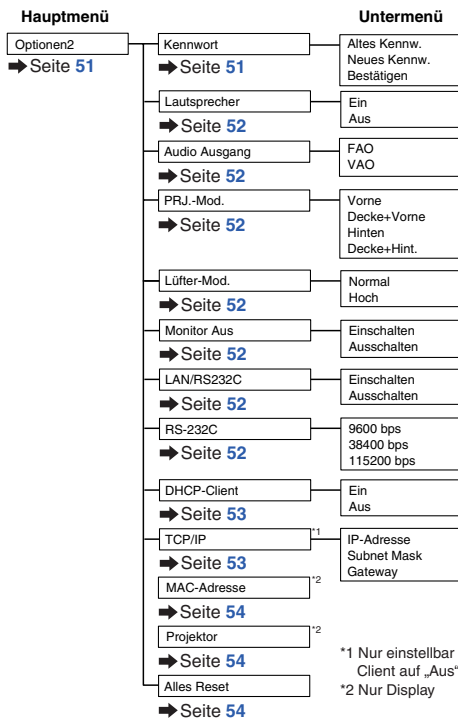 Hauptmenü
Untermenü
Optionen2
➡ Seite 51
Kennwort
➡ Seite 51
Altes Kennw.
Neues Kennw.
Bestätigen
Lautsprecher
➡ Seite 52
Ein
Aus
Audio Ausgang
➡ Seite 52
FAO
VAO
PRJ.-Mod.
➡ Seite 52
Vorne
Decke+Vorne
Hinten
Decke+Hint.
Lüfter-Mod.
➡ Seite 52
Normal
Hoch
Monitor Aus
➡ Seite 52
Einschalten
Ausschalten
LAN/RS232C
➡ Seite 52
Einschalten
Ausschalten
RS-232C
➡ Seite 52
9600 bps
38400 bps
115200 bps
DHCP-Client
➡ Seite 53
Ein
Aus
TCP/IP *1
➡ Seite 53
IP-Adresse
Subnet Mask
Gateway
MAC-Adresse *2
➡ Seite 54
Projektor *2
➡ Seite 54
Alles Reset
➡ Seite 54
*1 Nur einstellbar
Client auf „Aus“
*2 Nur Display